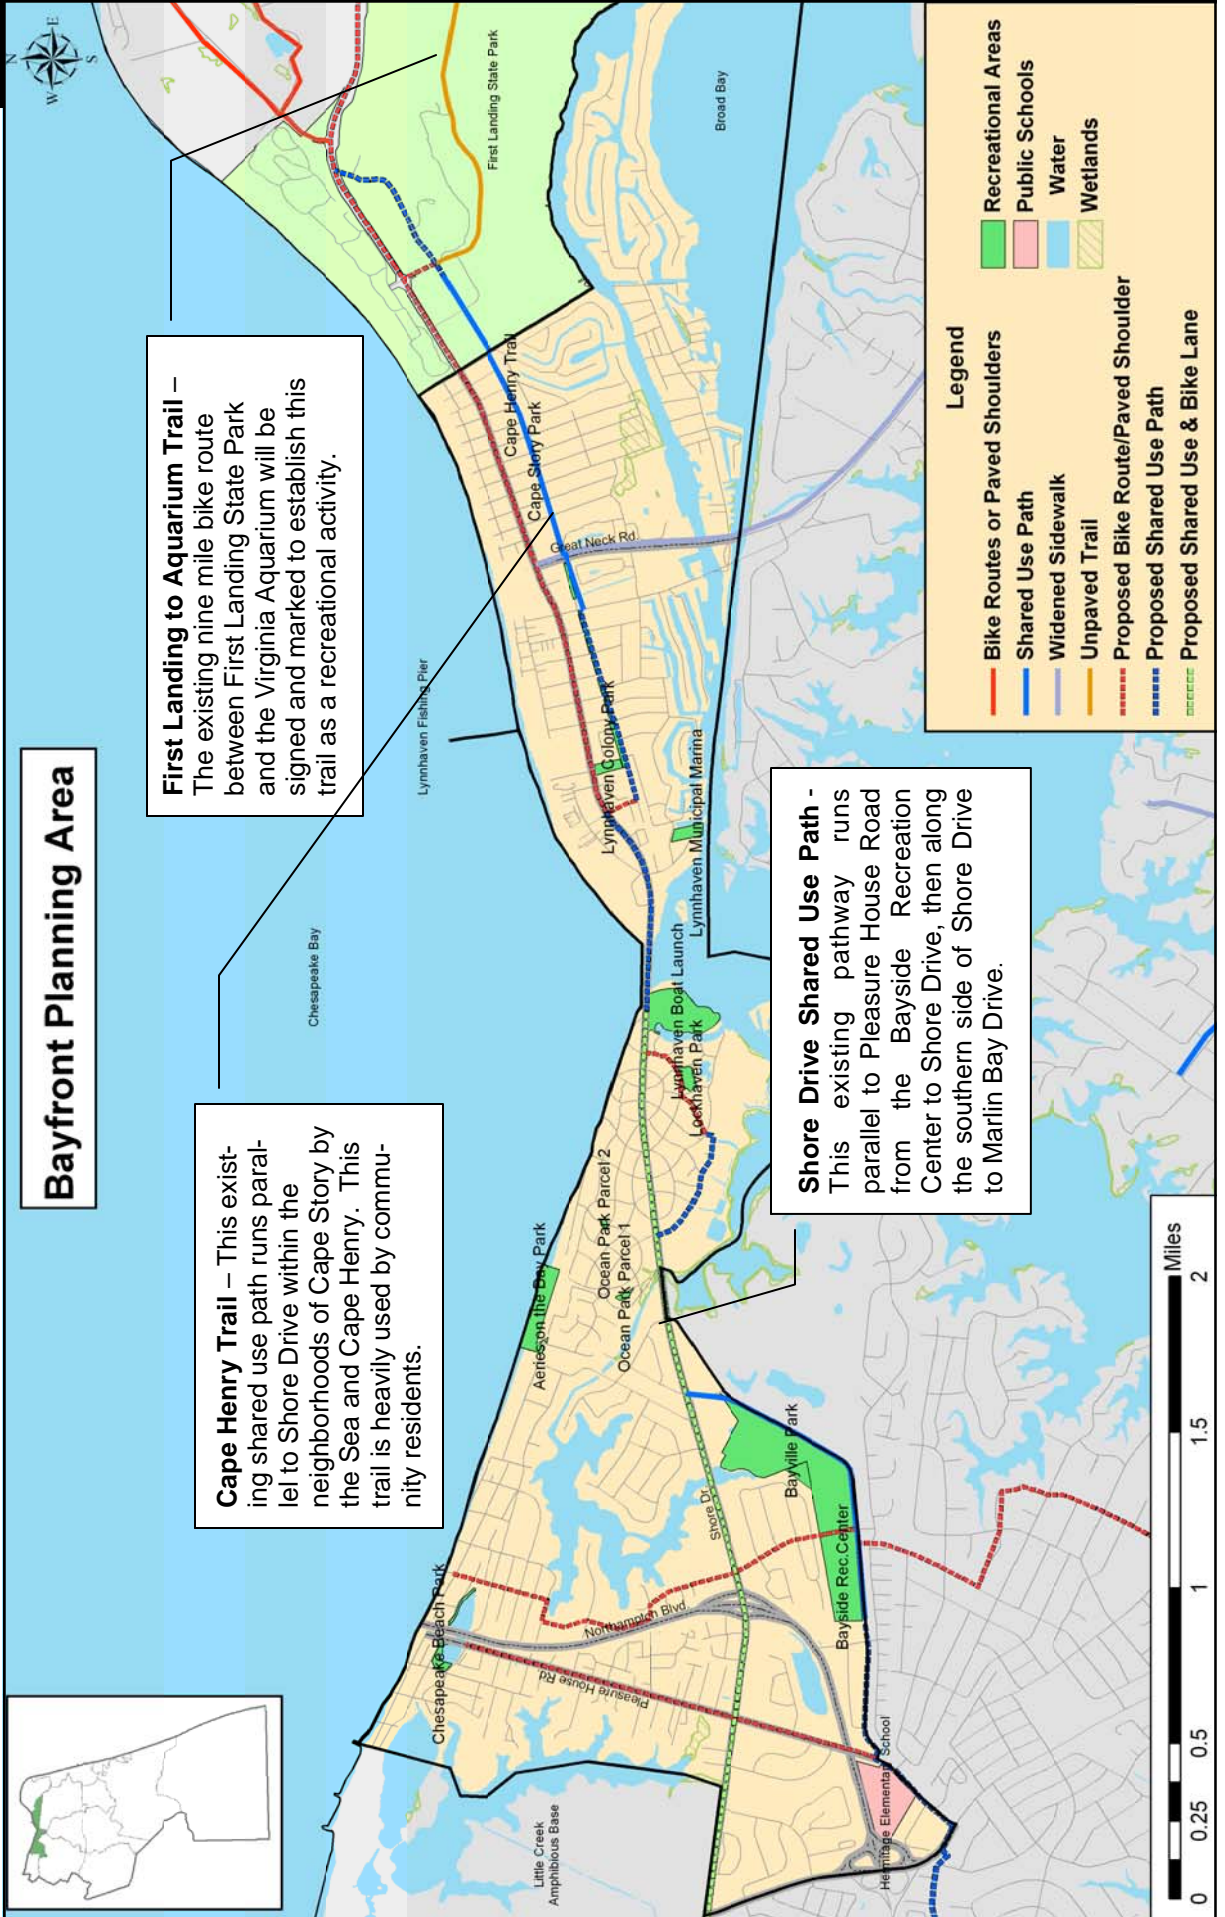 Bayfront Planning Area
N
W
E
S
Cape Henry Trail – This exist-
ing shared use path runs paral-
lel to Shore Drive within the
neighborhoods of Cape Story by
the Sea and Cape Henry. This
trail is heavily used by commu-
nity residents.
First Landing to Aquarium Trail –
The existing nine mile bike route
between First Landing State Park
and the Virginia Aquarium will be
signed and marked to establish this
trail as a recreational activity.
Chesapeake Bay
Lynnhaven Fishing Pier
Chesapeake Beach Park
Aeries on the Bay Park
Ocean Park Parcel 2
Ocean Park Parcel 1
Little Creek
Amphibious Base
Pleasure House Rd
Northampton Blvd.
Shore Dr
Bayville Park
Bayside Rec.Center
Hermitage Elementary School
Lynnhaven Boat Launch
Lockhaven Park
Lynnhaven Municipal Marina
Lynnhaven Colony Park
Great Neck Rd.
Cape Story Park
Cape Henry Trail
First Landing State Park
Broad Bay
Shore Drive Shared Use Path -
This existing pathway runs
parallel to Pleasure House Road
from the Bayside Recreation
Center to Shore Drive, then along
the southern side of Shore Drive
to Marlin Bay Drive.
Legend
Bike Routes or Paved Shoulders
Shared Use Path
Widened Sidewalk
Unpaved Trail
Proposed Bike Route/Paved Shoulder
Proposed Shared Use Path
Proposed Shared Use & Bike Lane
Recreational Areas
Public Schools
Water
Wetlands
0 0.25 0.5 1 1.5 2
Miles